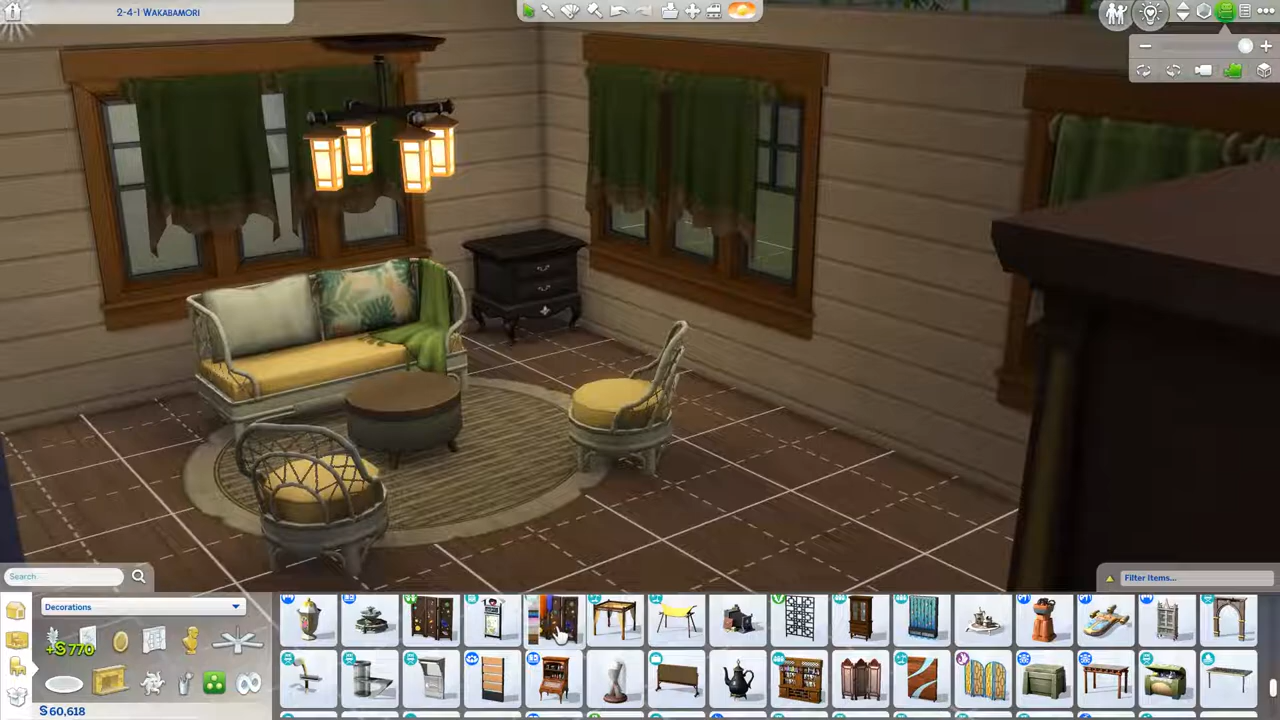 2-4-1 Wakabamori
Search
Filter Items...
Decorations
+§770
§60,618